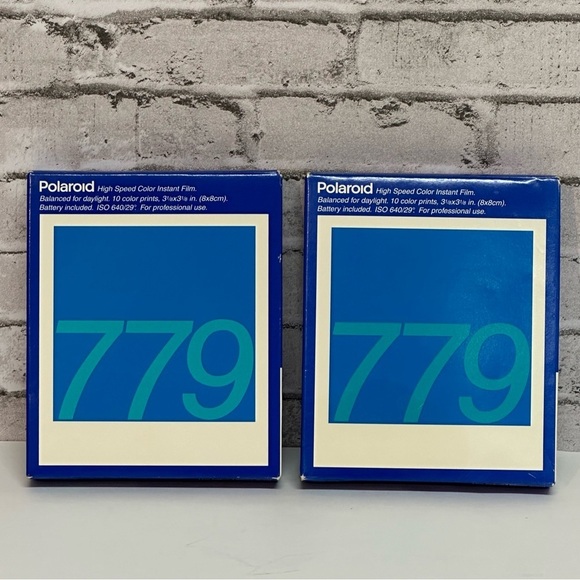 Polaroid High Speed Color Instant Film.
Balanced for daylight. 10 color prints, 3⅛x3⅛ in. (8x8cm).
Battery included. ISO 640/29°. For professional use.
779
Polaroid High Speed Color Instant Film.
Balanced for daylight. 10 color prints, 3⅛x3⅛ in. (8x8cm).
Battery included. ISO 640/29°. For professional use.
779